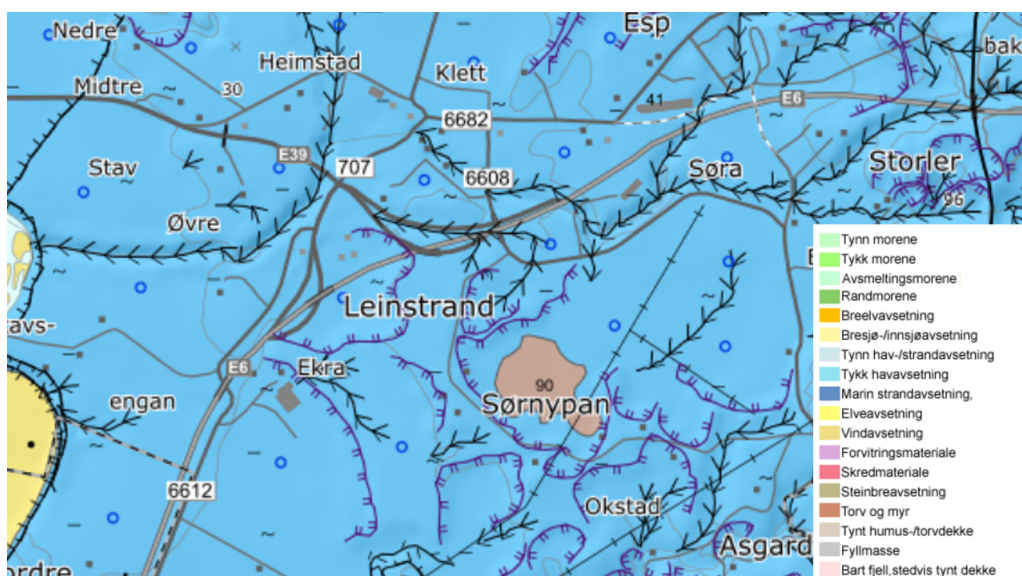 Nedre
Esp
Heimstad
Klett
bak
Midtre
30
41
E6
6682
E39
707
Stav
6608
Søra
Storler
96
Øvre
Tynn morene
Tykk morene
Avsmeltingsmorene
Randmorene
Breelvavsetning
Bresjø-/innsjøavsetning
Tynn hav-/strandavsetning
Tykk havavsetning
Marin strandavsetning,
Elveavsetning
Vindavsetning
Forvitringsmateriale
Skredmateriale
Steinbreavsetning
Torv og myr
Tynt humus-/torvdekke
Fyllmasse
Bart fjell,stedvis tynt dekke
Leinstrand
avs-
E6
Ekra
90
engan
Sørnypan
6612
Okstad
Asgard
ordre